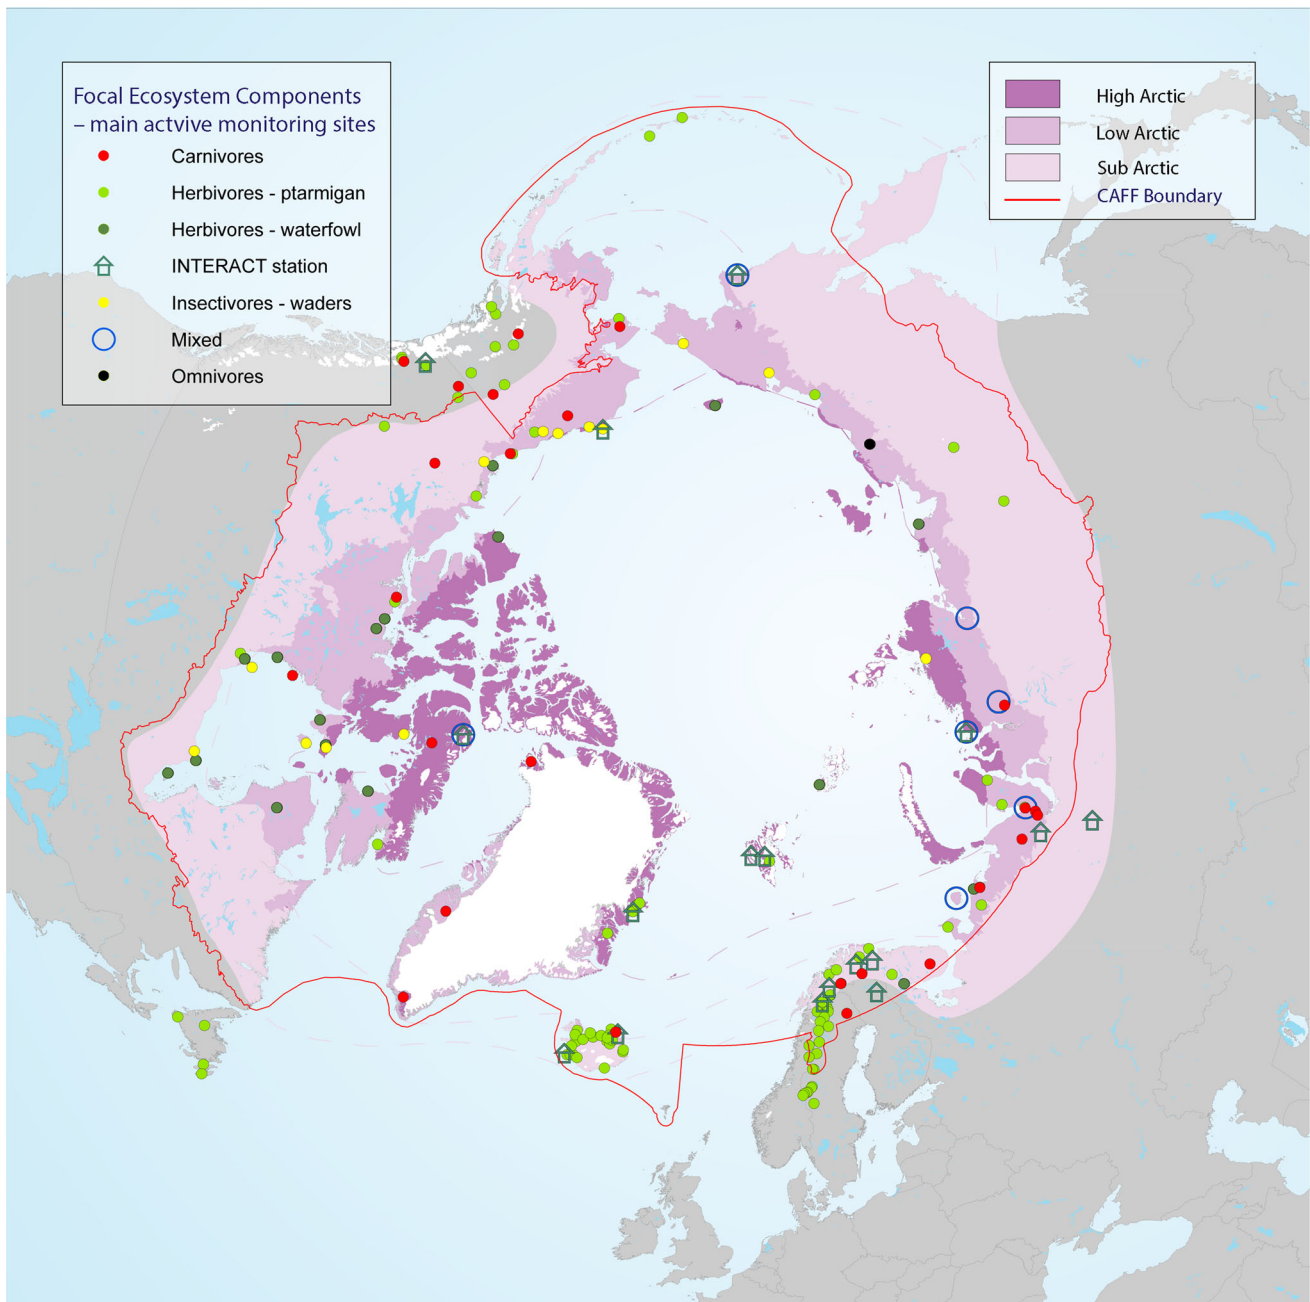 Focal Ecosystem Components
– main actvive monitoring sites
Carnivores
Herbivores - ptarmigan
Herbivores - waterfowl
INTERACT station
Insectivores - waders
Mixed
Omnivores
High Arctic
Low Arctic
Sub Arctic
CAFF Boundary